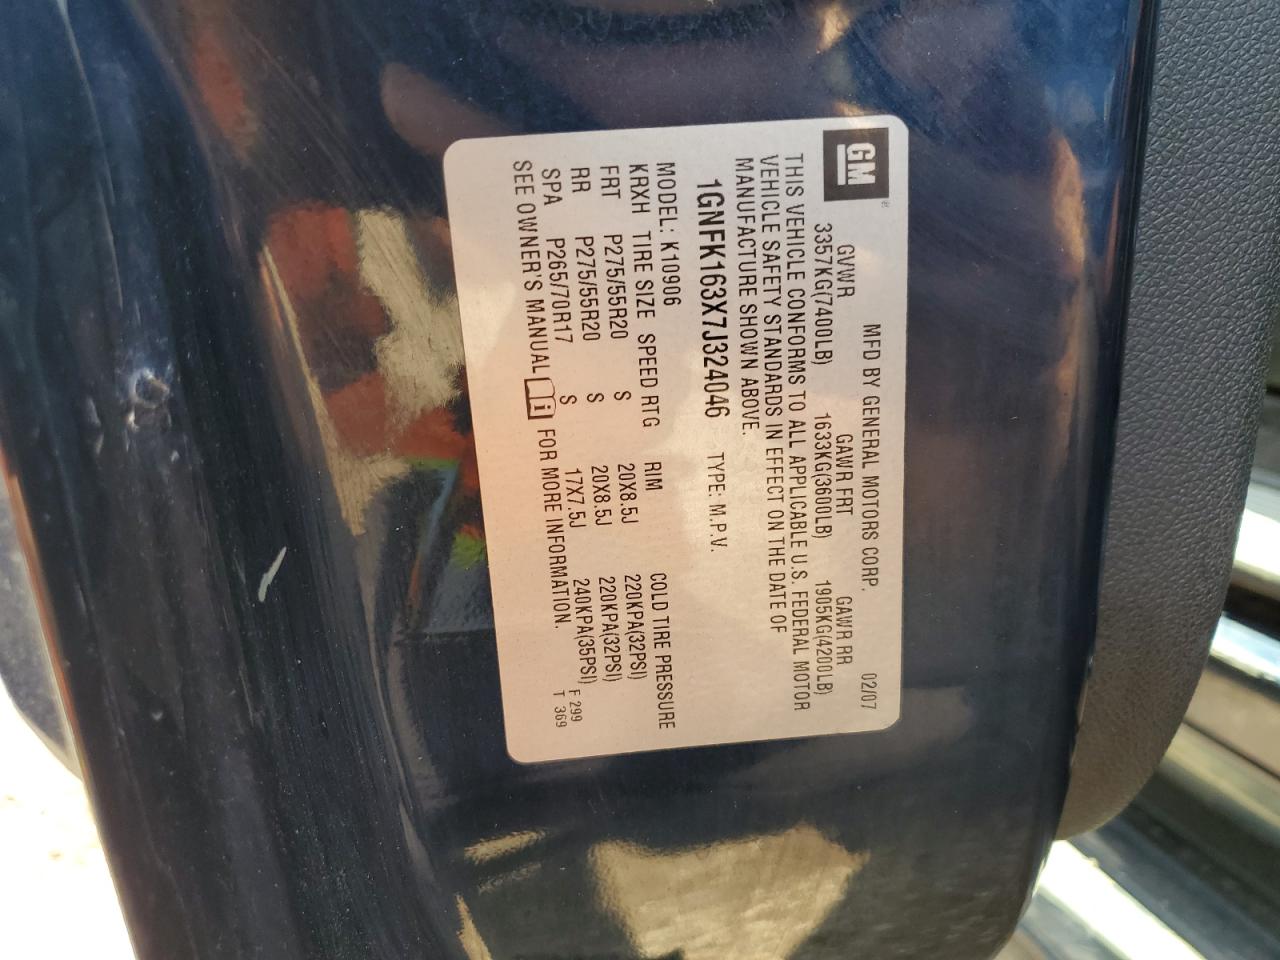 GM
MFD BY GENERAL MOTORS CORP. 02/07
GVWR GAWR FRT GAWR RR
3357KG(7400LB) 1633KG(3600LB) 1905KG(4200LB)
THIS VEHICLE CONFORMS TO ALL APPLICABLE U.S. FEDERAL MOTOR
VEHICLE SAFETY STANDARDS IN EFFECT ON THE DATE OF
MANUFACTURE SHOWN ABOVE.
1GNFK163X7J324046 TYPE: M.P.V.
MODEL: K10906
KRXH TIRE SIZE SPEED RTG RIM COLD TIRE PRESSURE
FRT P275/55R20 S 20X8.5J 220KPA(32PSI)
RR P275/55R20 S 20X8.5J 220KPA(32PSI)
SPA P265/70R17 S 17X7.5J 240KPA(35PSI)
SEE OWNER'S MANUAL i FOR MORE INFORMATION.
F 299
T 369